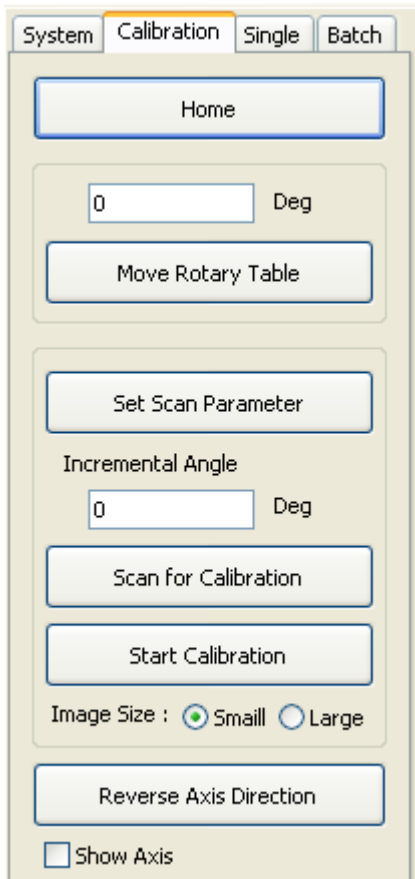 System Calibration Single Batch
Home
0 Deg
Move Rotary Table
Set Scan Parameter
Incremental Angle
0 Deg
Scan for Calibration
Start Calibration
Image Size : Smaill Large
Reverse Axis Direction
Show Axis